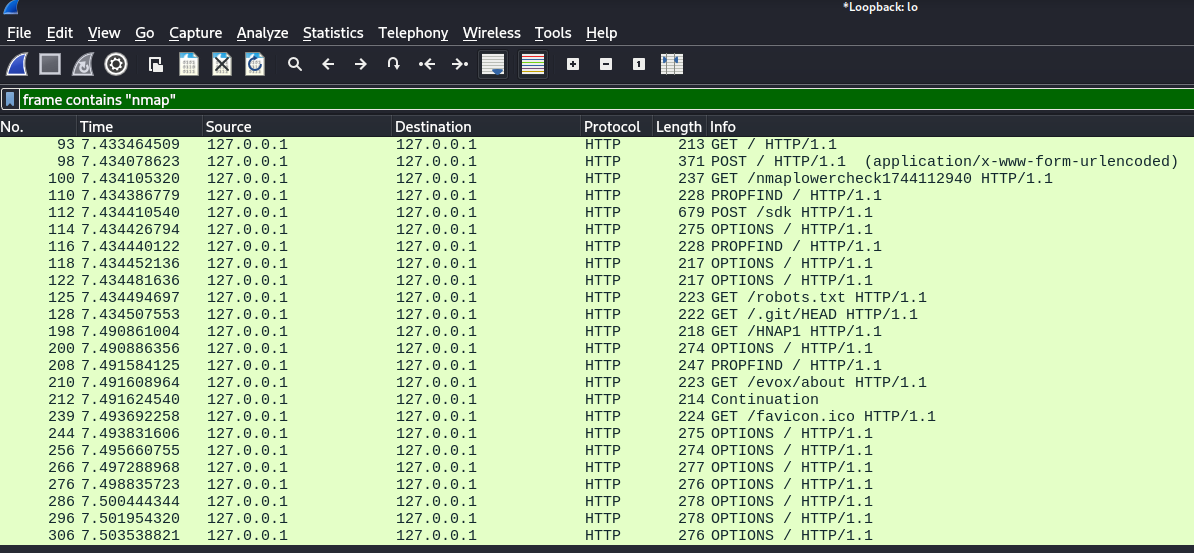 *Loopback: lo
File Edit View Go Capture Analyze Statistics Telephony Wireless Tools Help
frame contains "nmap"
No. Time Source Destination Protocol Length Info
93 7.433464509 127.0.0.1 127.0.0.1 HTTP 213 GET / HTTP/1.1
98 7.434078623 127.0.0.1 127.0.0.1 HTTP 371 POST / HTTP/1.1 (application/x-www-form-urlencoded)
100 7.434105320 127.0.0.1 127.0.0.1 HTTP 237 GET /nmaplowercheck1744112940 HTTP/1.1
110 7.434386779 127.0.0.1 127.0.0.1 HTTP 228 PROPFIND / HTTP/1.1
112 7.434410540 127.0.0.1 127.0.0.1 HTTP 679 POST /sdk HTTP/1.1
114 7.434426794 127.0.0.1 127.0.0.1 HTTP 275 OPTIONS / HTTP/1.1
116 7.434440122 127.0.0.1 127.0.0.1 HTTP 228 PROPFIND / HTTP/1.1
118 7.434452136 127.0.0.1 127.0.0.1 HTTP 217 OPTIONS / HTTP/1.1
122 7.434481636 127.0.0.1 127.0.0.1 HTTP 217 OPTIONS / HTTP/1.1
125 7.434494697 127.0.0.1 127.0.0.1 HTTP 223 GET /robots.txt HTTP/1.1
128 7.434507553 127.0.0.1 127.0.0.1 HTTP 222 GET /.git/HEAD HTTP/1.1
198 7.490861004 127.0.0.1 127.0.0.1 HTTP 218 GET /HNAP1 HTTP/1.1
200 7.490886356 127.0.0.1 127.0.0.1 HTTP 274 OPTIONS / HTTP/1.1
208 7.491584125 127.0.0.1 127.0.0.1 HTTP 247 PROPFIND / HTTP/1.1
210 7.491608964 127.0.0.1 127.0.0.1 HTTP 223 GET /evox/about HTTP/1.1
212 7.491624540 127.0.0.1 127.0.0.1 HTTP 214 Continuation
239 7.493692258 127.0.0.1 127.0.0.1 HTTP 224 GET /favicon.ico HTTP/1.1
244 7.493831606 127.0.0.1 127.0.0.1 HTTP 275 OPTIONS / HTTP/1.1
256 7.495660755 127.0.0.1 127.0.0.1 HTTP 274 OPTIONS / HTTP/1.1
266 7.497288968 127.0.0.1 127.0.0.1 HTTP 277 OPTIONS / HTTP/1.1
276 7.498835723 127.0.0.1 127.0.0.1 HTTP 276 OPTIONS / HTTP/1.1
286 7.500444344 127.0.0.1 127.0.0.1 HTTP 278 OPTIONS / HTTP/1.1
296 7.501954320 127.0.0.1 127.0.0.1 HTTP 278 OPTIONS / HTTP/1.1
306 7.503538821 127.0.0.1 127.0.0.1 HTTP 276 OPTIONS / HTTP/1.1